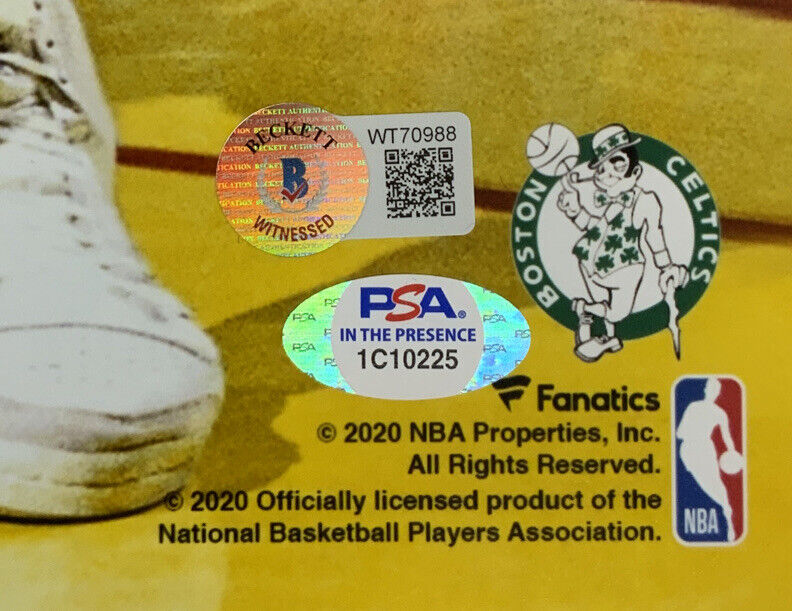 BECKETT
WITNESSED
B
WT70988
BOSTON CELTICS
PSA®
IN THE PRESENCE
1C10225
Fanatics
© 2020 NBA Properties, Inc.
All Rights Reserved.
© 2020 Officially licensed product of the
National Basketball Players Association.
NBA